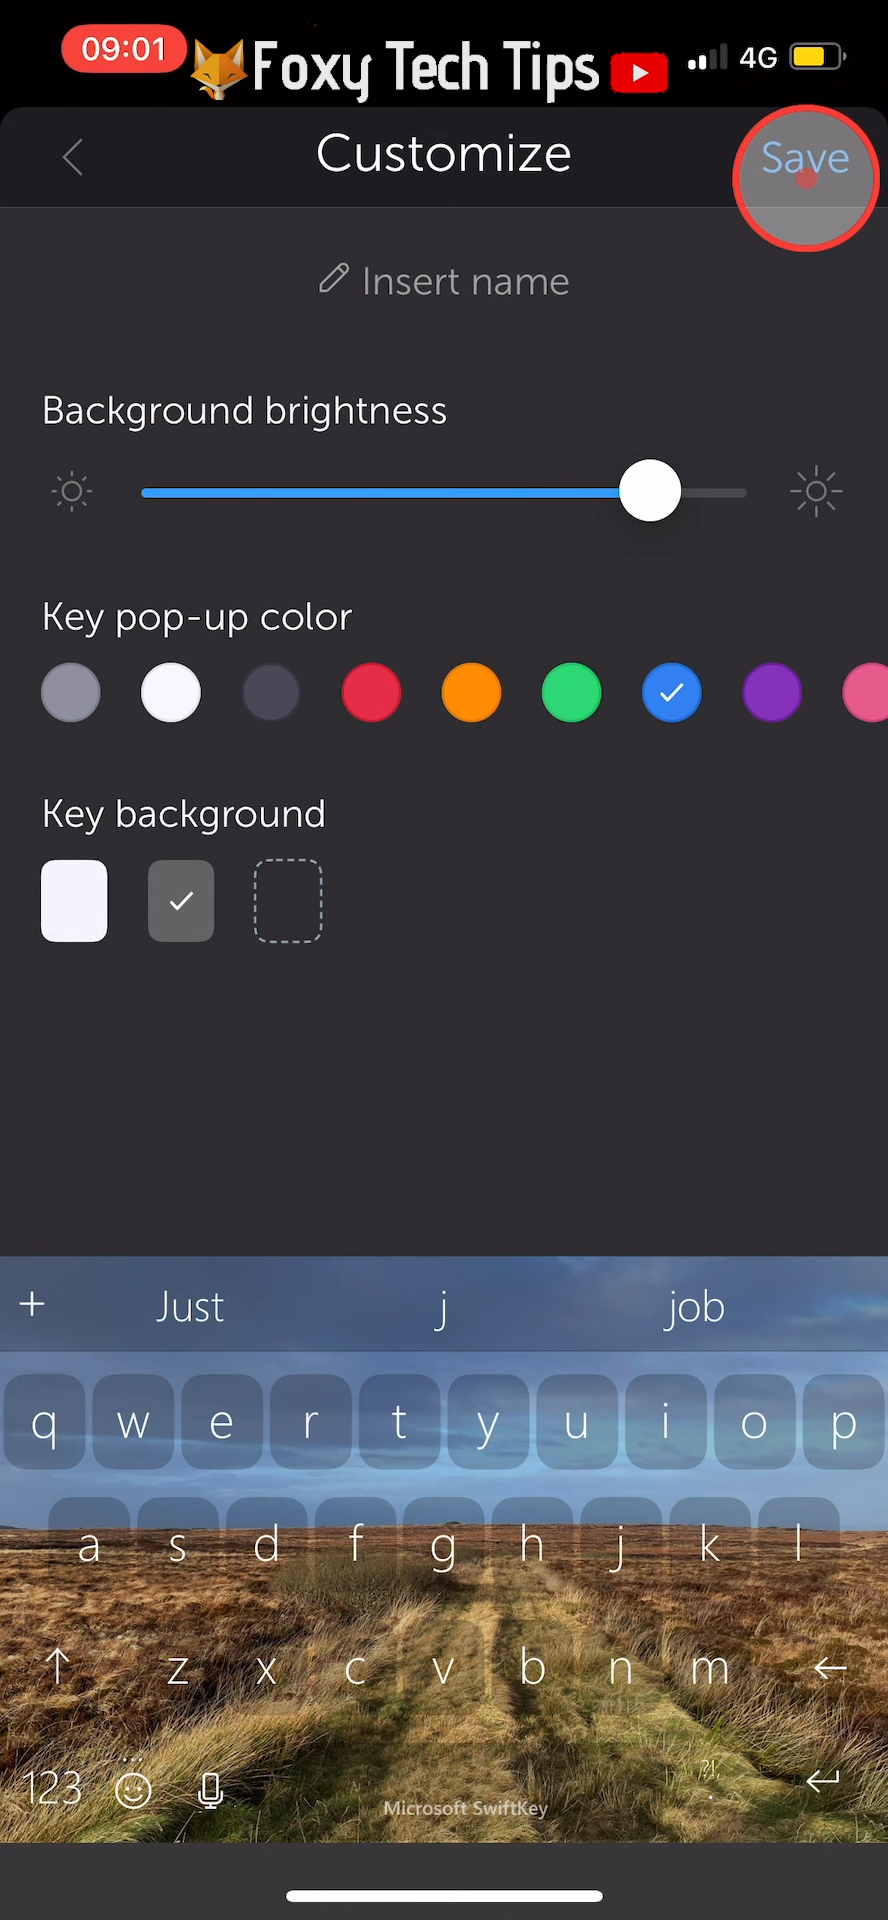 09:01 Foxy Tech Tips 4G
Customize Save
Insert name
Background brightness
Key pop-up color
Key background
+ Just j job
q w e r t y u i o p
a s d f g h j k l
z x c v b n m
123 ?!,. Microsoft SwiftKey